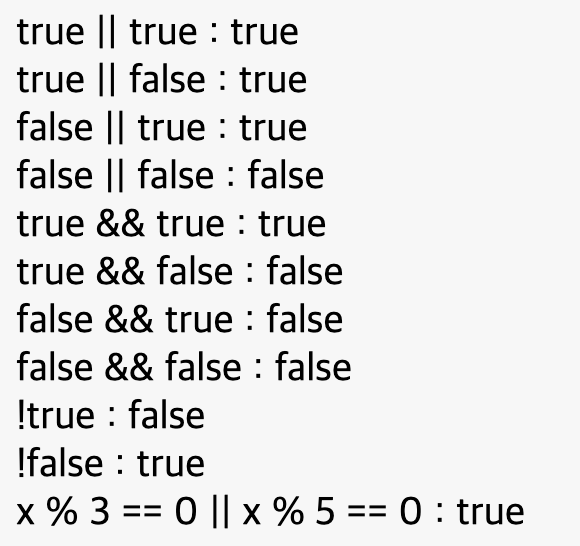 true || true : true
true || false : true
false || true : true
false || false : false
true && true : true
true && false : false
false && true : false
false && false : false
!true : false
!false : true
x % 3 == 0 || x % 5 == 0 : true